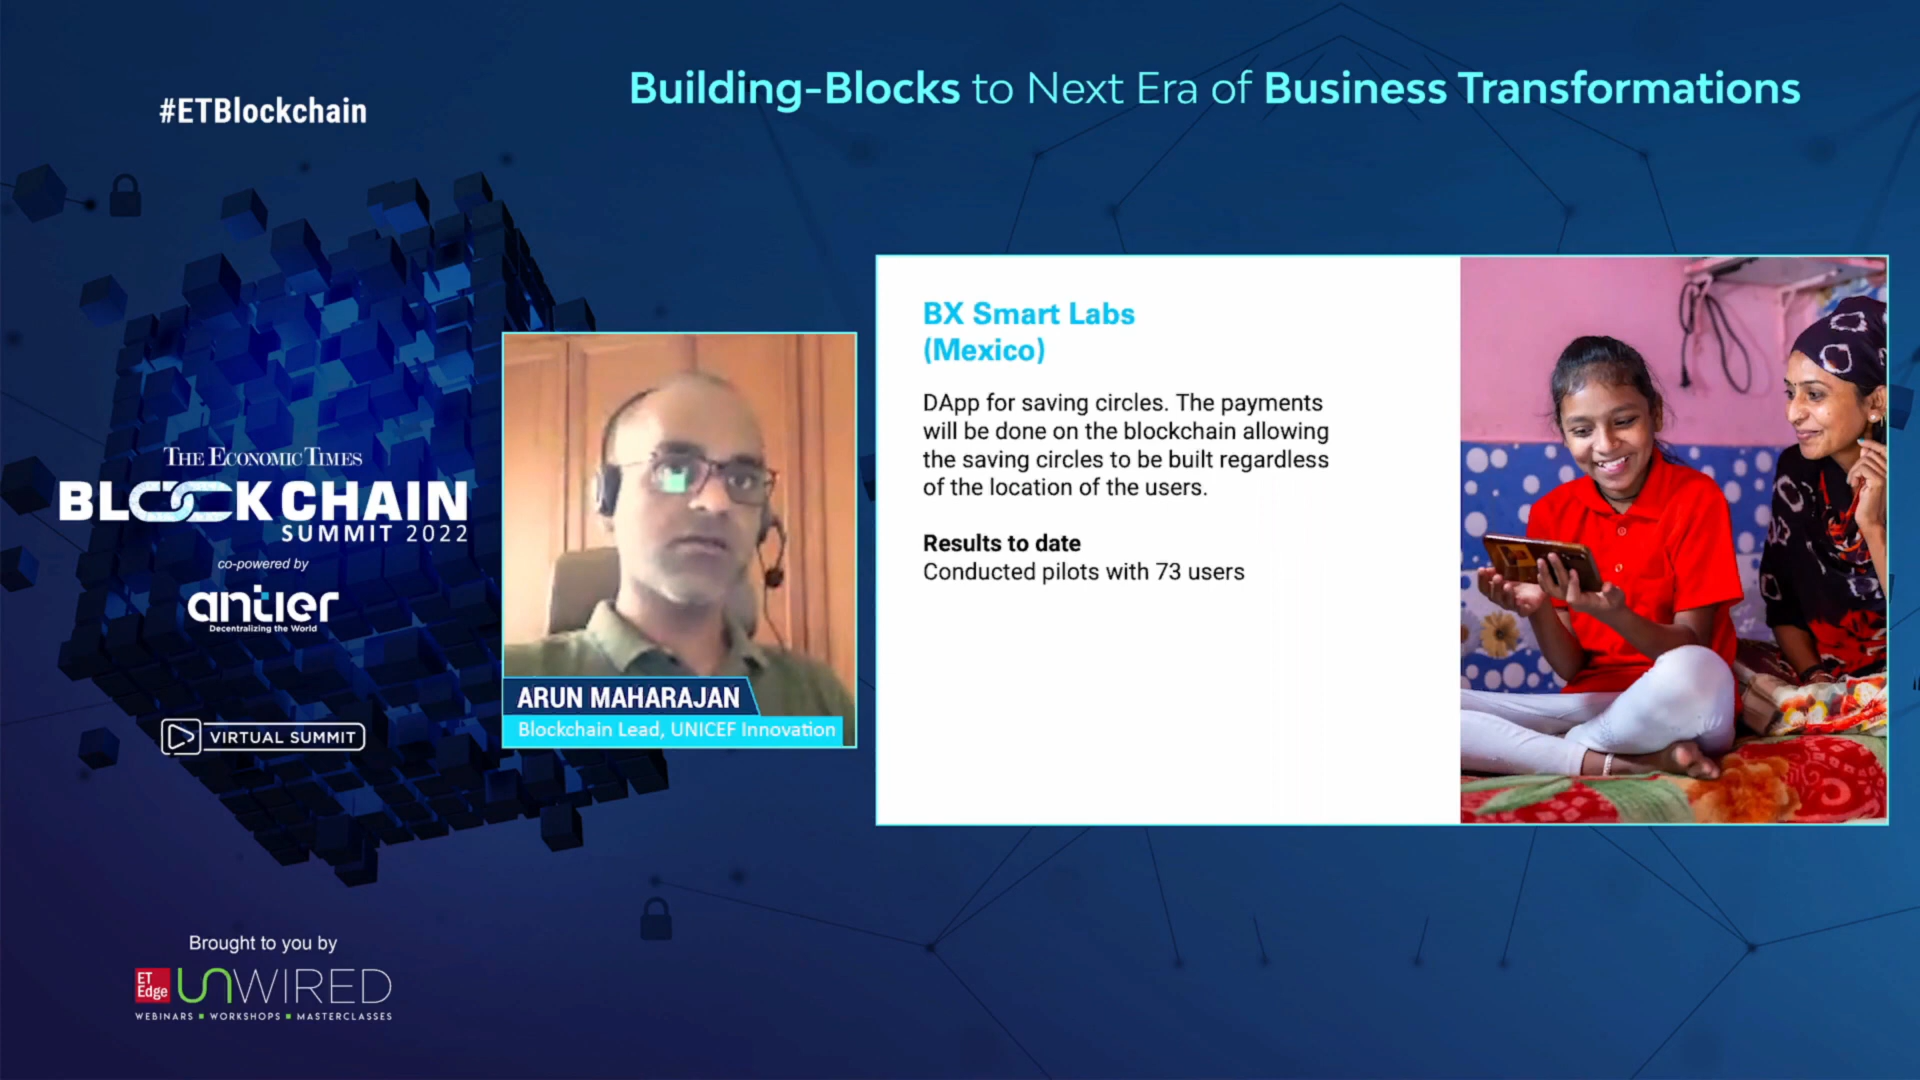 Building-Blocks to Next Era of Business Transformations
#ETBlockchain
THE ECONOMIC TIMES
BLOCKCHAIN
SUMMIT 2022
co-powered by
antier
Decentralizing the World
VIRTUAL SUMMIT
Brought to you by
ET
Edge
UNWIRED
WEBINARS ▪ WORKSHOPS ▪ MASTERCLASSES
ARUN MAHARAJAN
Blockchain Lead, UNICEF Innovation
BX Smart Labs
(Mexico)
DApp for saving circles. The payments
will be done on the blockchain allowing
the saving circles to be built regardless
of the location of the users.
Results to date
Conducted pilots with 73 users